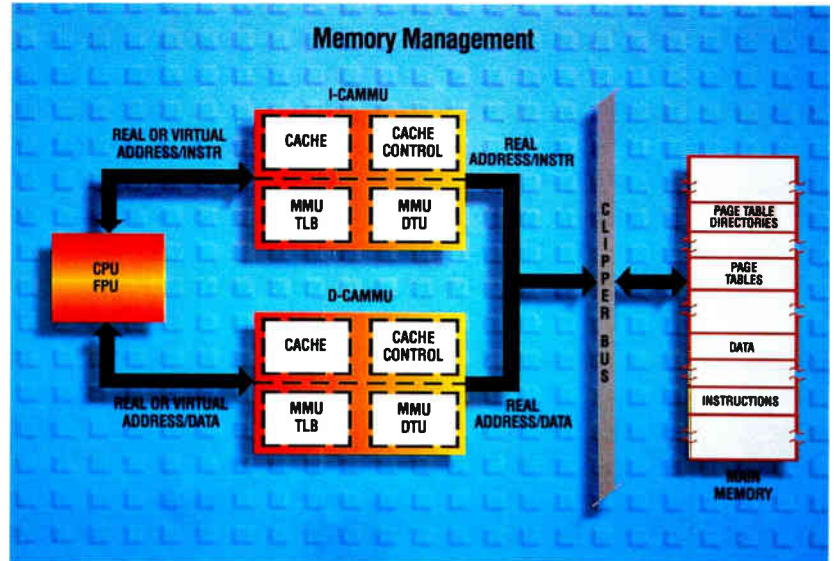 Memory Management
I-CAMMU
REAL OR VIRTUAL
ADDRESS/INSTR
CACHE
CACHE
CONTROL
MMU
TLB
MMU
DTU
REAL
ADDRESS/INSTR
CPU
FPU
D-CAMMU
CACHE
CACHE
CONTROL
MMU
TLB
MMU
DTU
REAL OR VIRTUAL
ADDRESS/DATA
REAL
ADDRESS/DATA
CLIPPER BUS
PAGE TABLE
DIRECTORIES
PAGE
TABLES
DATA
INSTRUCTIONS
MAIN
MEMORY